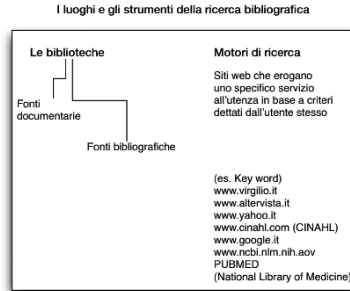 I luoghi e gli strumenti della ricerca bibliografica
Le biblioteche
Fonti
documentarie
Fonti bibliografiche
Motori di ricerca
Siti web che erogano
uno specifico servizio
all'utenza in base a criteri
dettati dall'utente stesso
(es. Key word)
www.virgilio.it
www.altervista.it
www.yahoo.it
www.cinahl.com (CINAHL)
www.google.it
www.ncbi.nlm.nih.aov
PUBMED
(National Library of Medicine)